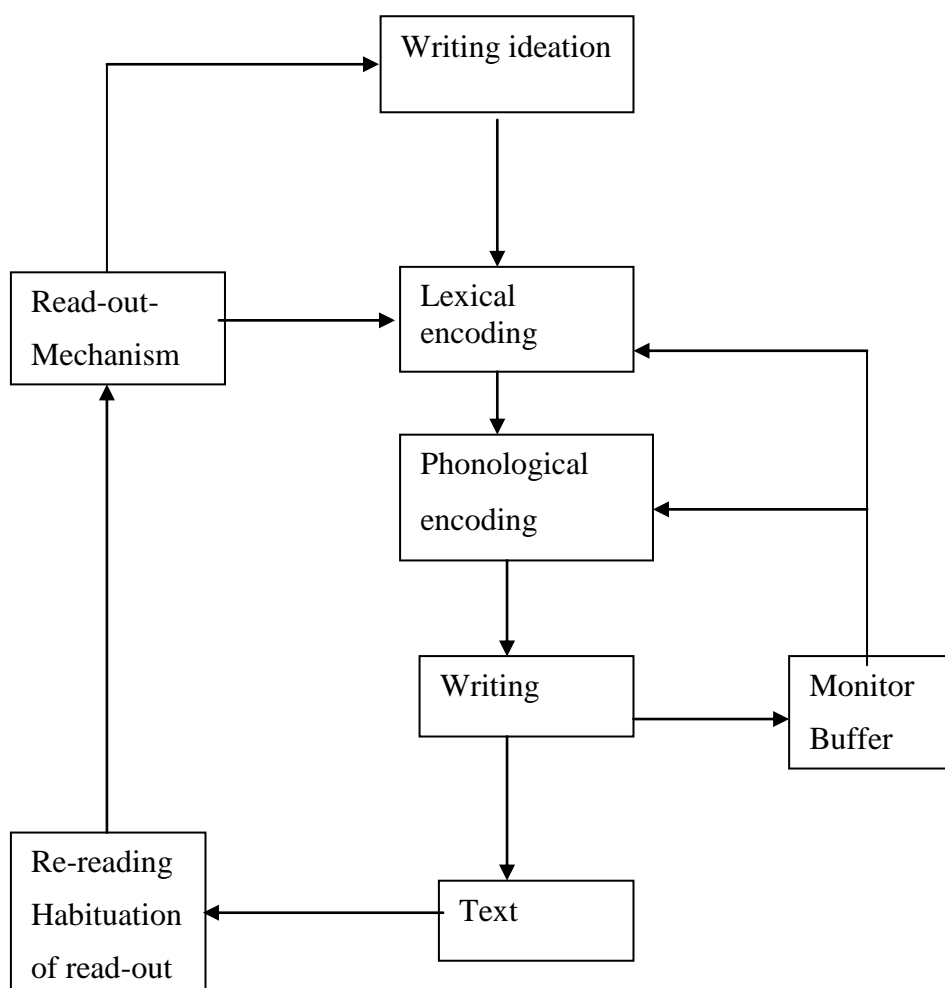 Writing ideation
Read-out-
Mechanism
Lexical
encoding
Phonological
encoding
Writing
Monitor
Buffer
Re-reading
Habituation
of read-out
Text